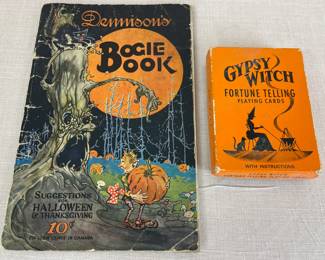 Dennison's
BOGIE
BOOK
SUGGESTIONS
FOR
HALLOWEEN
& THANKSGIVING
10¢
GYPSY
WITCH
FORTUNE TELLING
PLAYING CARDS
WITH INSTRUCTIONS